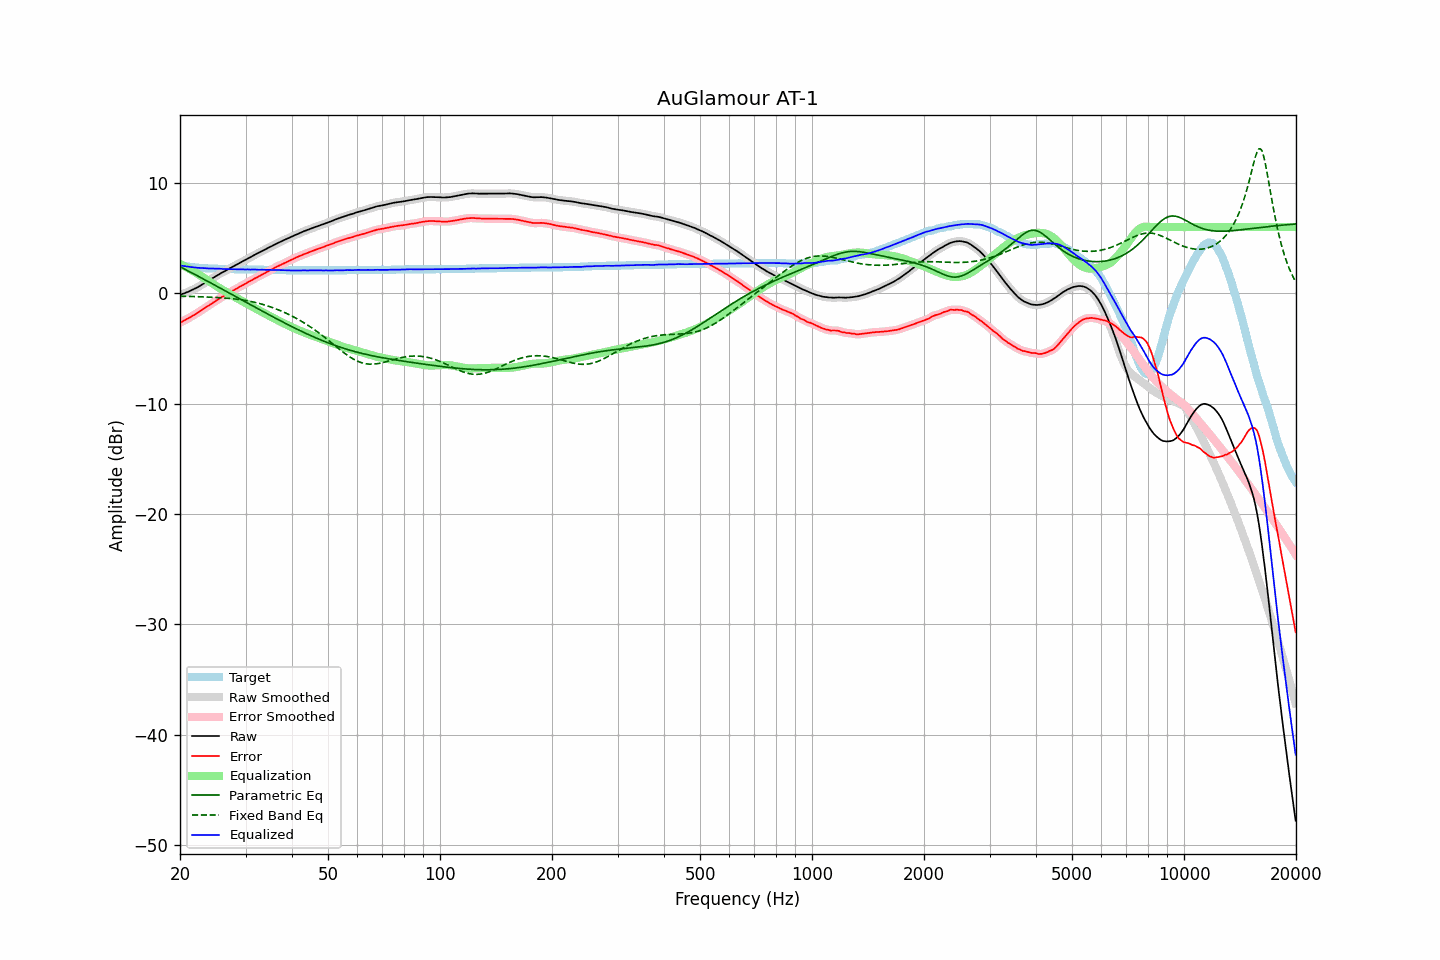 AuGlamour AT-1
Amplitude (dBr)
10
0
−10
−20
−30
−40
−50
Target
Raw Smoothed
Error Smoothed
Raw
Error
Equalization
Parametric Eq
Fixed Band Eq
Equalized
20 50 100 200 500 1000 2000 5000 10000 20000
Frequency (Hz)